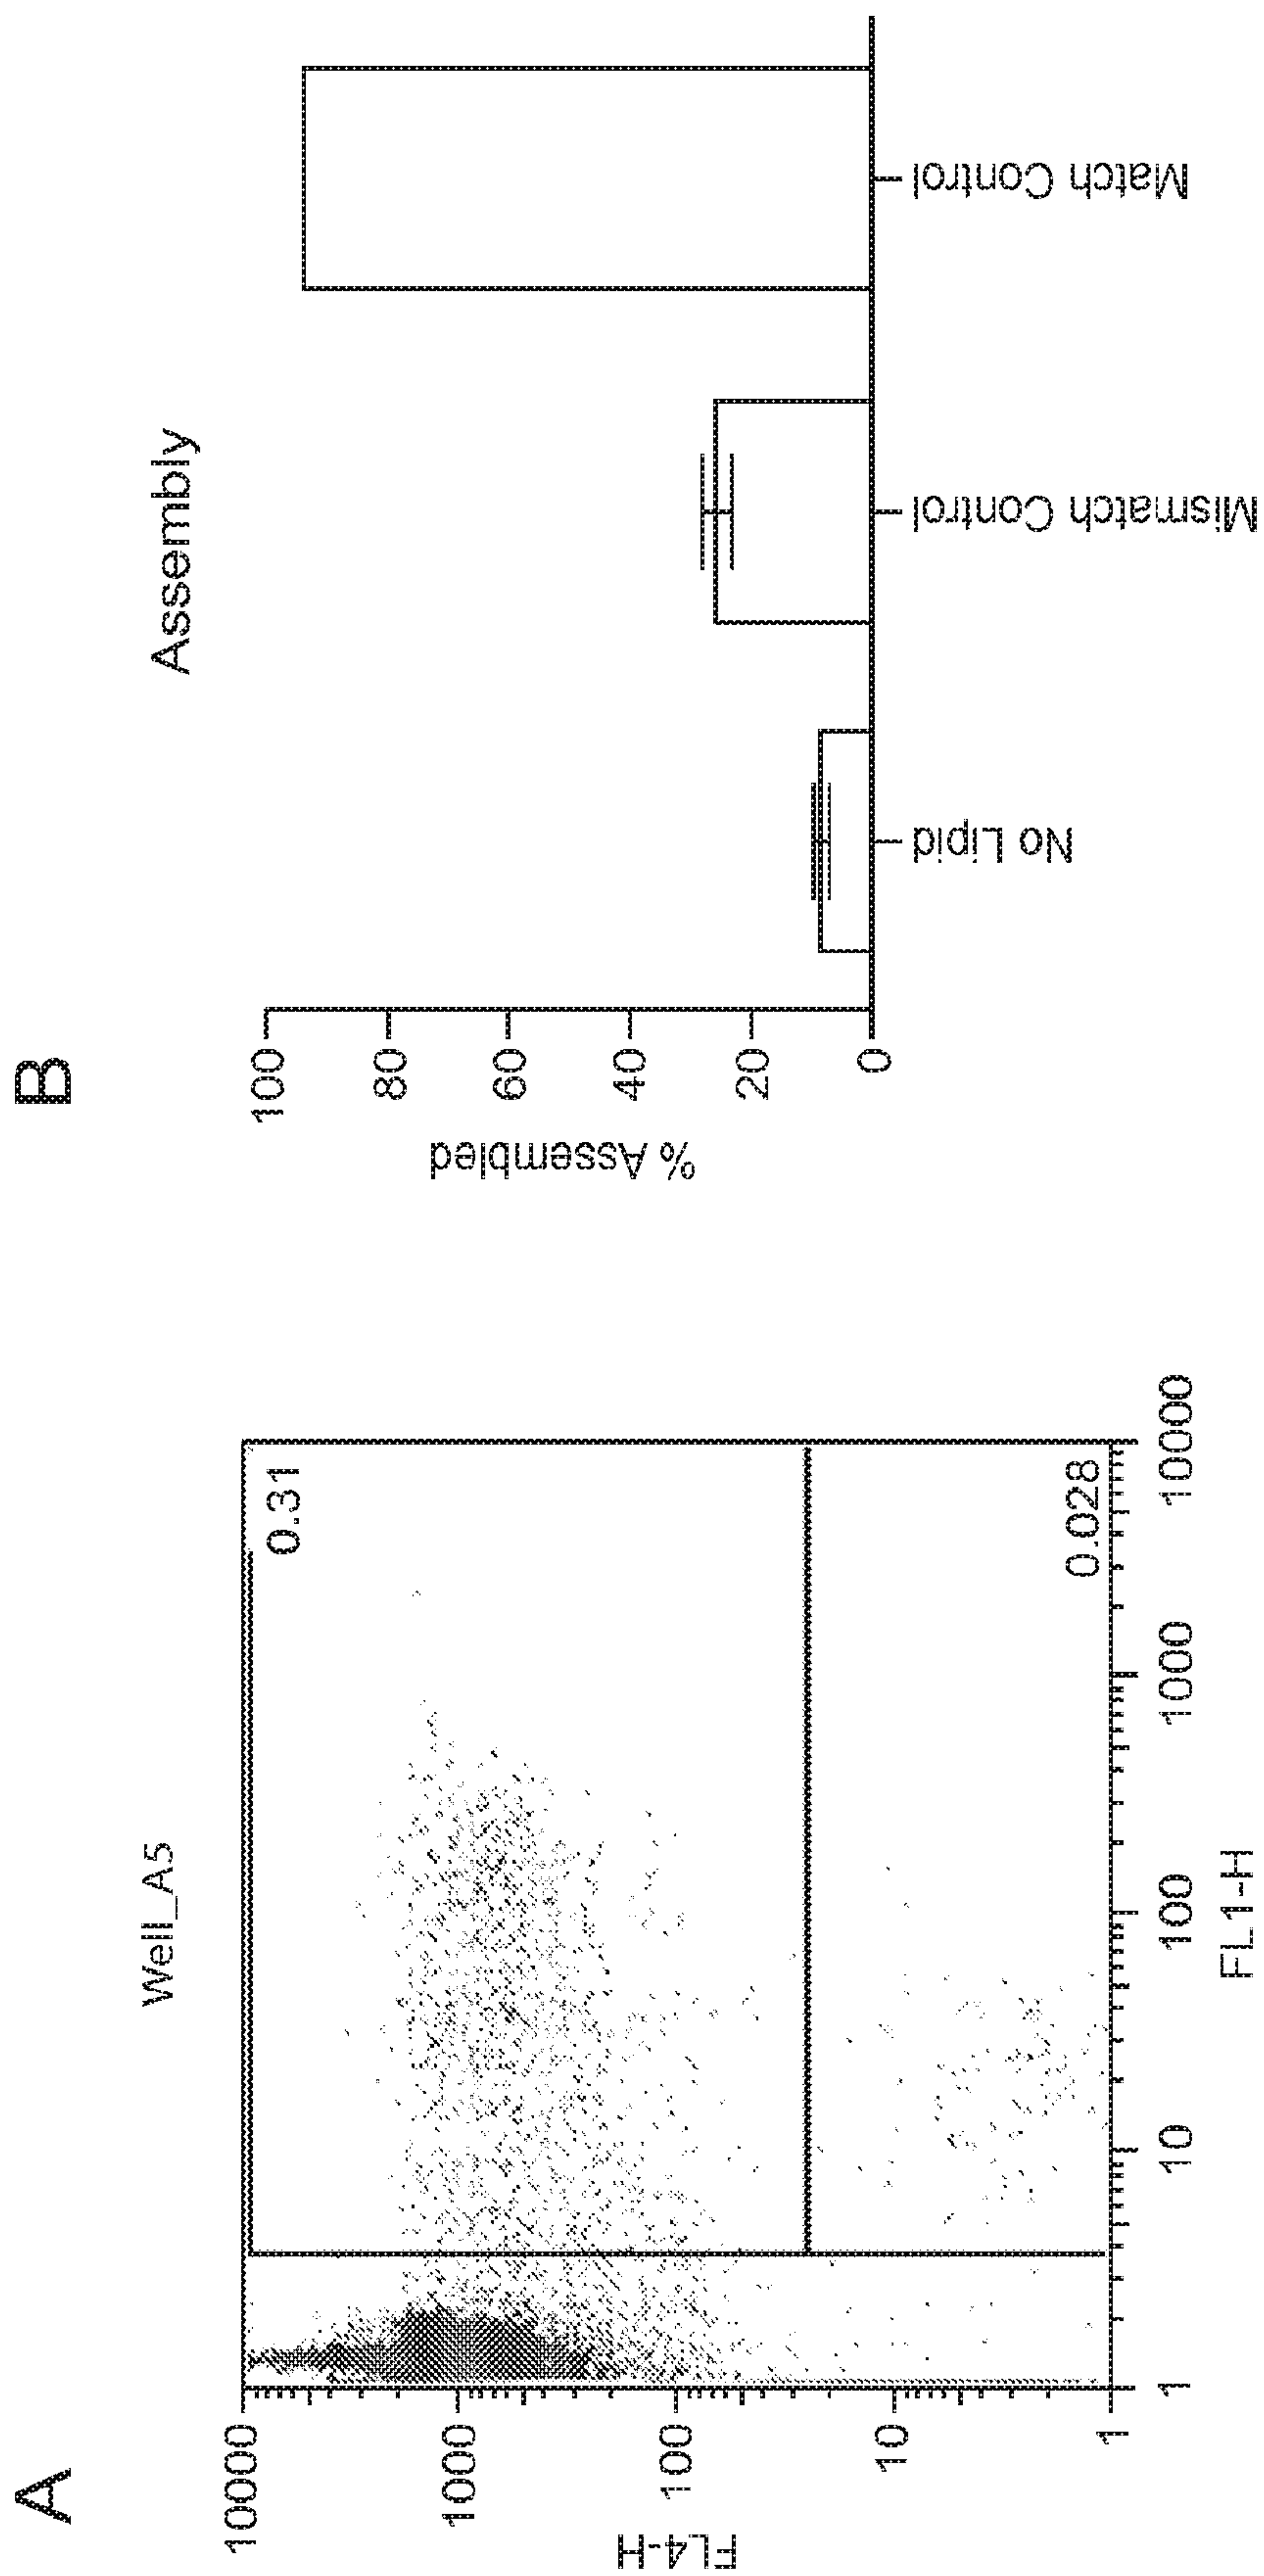 A
Well_A5
FL4-H
10000
1000
100
10
1
0.31
0.028
1
10
100
1000
10000
FL1-H
B
Assembly
% Assembled
100
80
60
40
20
0
No Lipid
Mismatch Control
Match Control